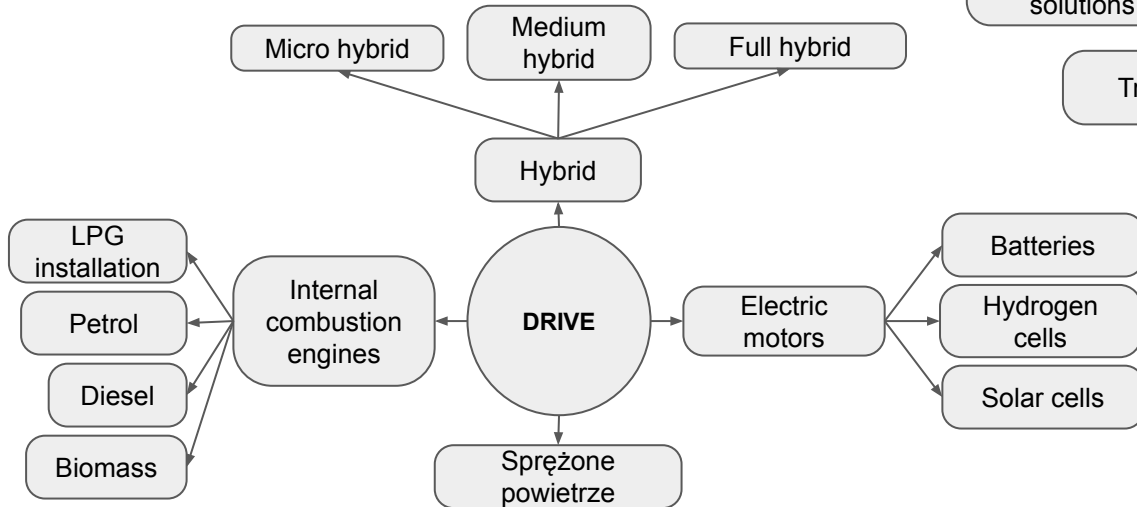 solutions
Medium
hybrid
Micro hybrid
Full hybrid
Hybrid
LPG
installation
Petrol
Diesel
Biomass
Internal
combustion
engines
DRIVE
Electric
motors
Batteries
Hydrogen
cells
Solar cells
Sprężone
powietrze